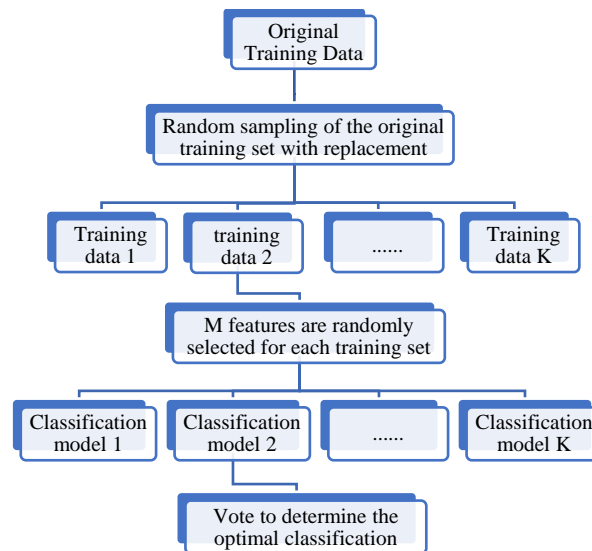 Original
Training Data
Random sampling of the original
training set with replacement
Training
data 1
training
data 2
......
Training
data K
M features are randomly
selected for each training set
Classification
model 1
Classification
model 2
......
Classification
model K
Vote to determine the
optimal classification